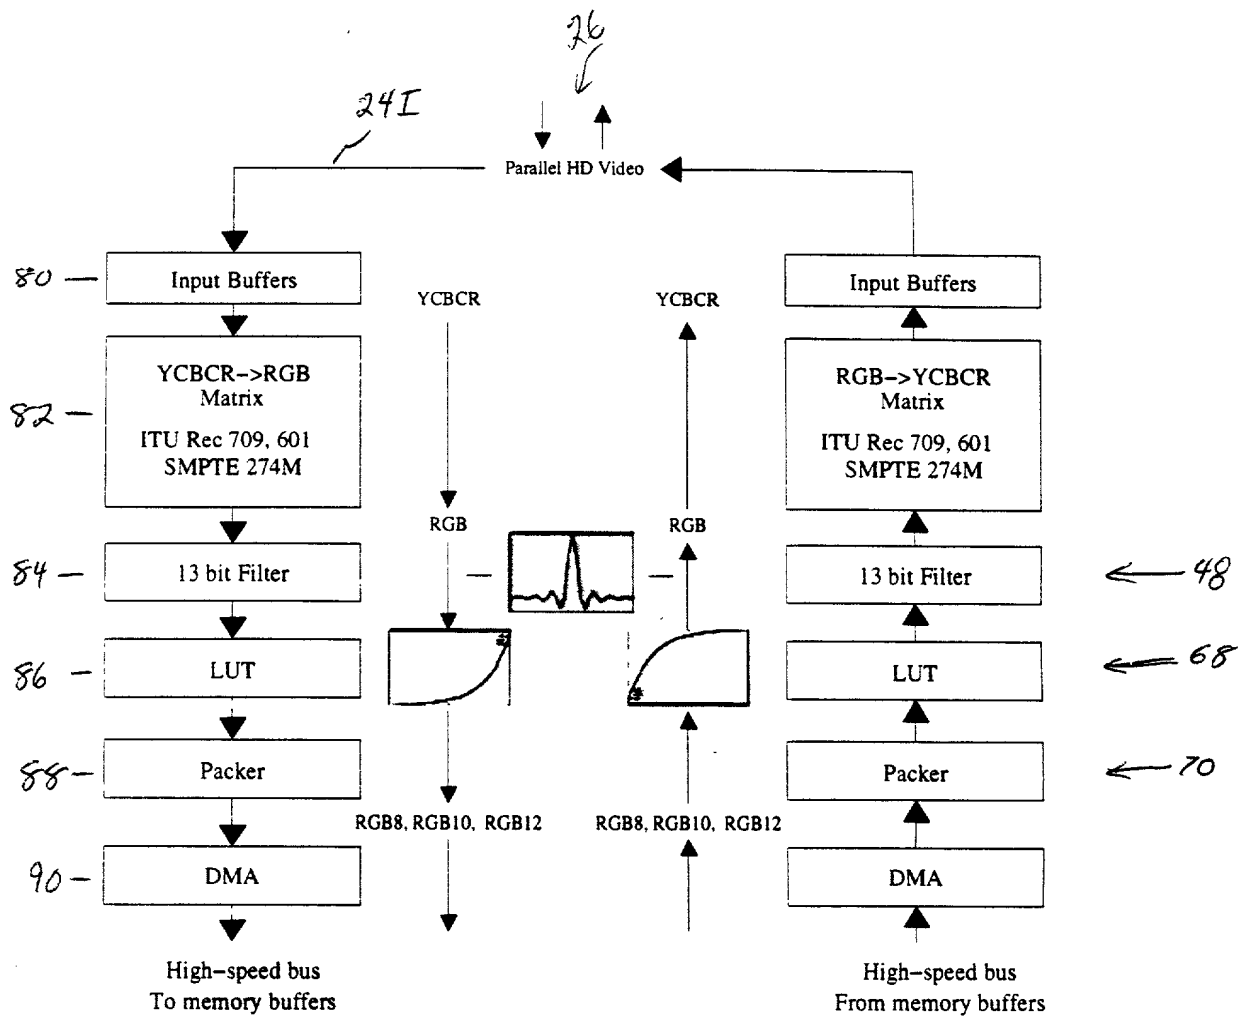 26
24I
Parallel HD Video
80
Input Buffers
YCBCR
YCBCR
Input Buffers
82
YCBCR->RGB
Matrix
ITU Rec 709, 601
SMPTE 274M
RGB->YCBCR
Matrix
ITU Rec 709, 601
SMPTE 274M
RGB
RGB
84
13 bit Filter
13 bit Filter
48
86
LUT
LUT
68
88
Packer
Packer
70
RGB8, RGB10, RGB12
RGB8, RGB10, RGB12
90
DMA
DMA
High-speed bus
To memory buffers
High-speed bus
From memory buffers